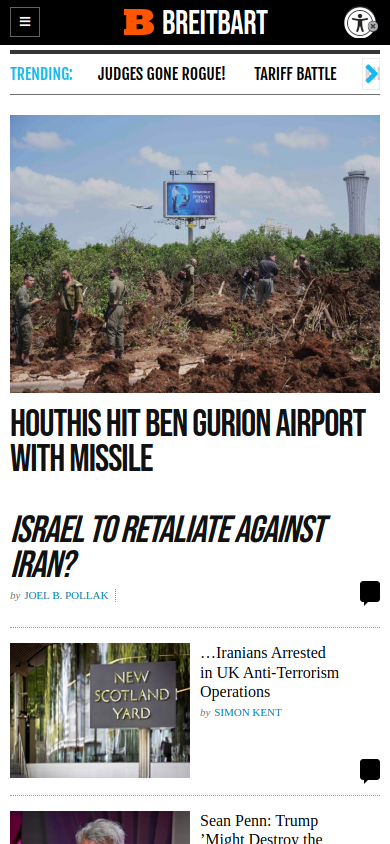 BREITBART
TRENDING:
JUDGES GONE ROGUE!
TARIFF BATTLE
HOUTHIS HIT BEN GURION AIRPORT
WITH MISSILE
ISRAEL TO RETALIATE AGAINST
IRAN?
by JOEL B. POLLAK
…Iranians Arrested
in UK Anti-Terrorism
Operations
by SIMON KENT
NEW
SCOTLAND
YARD
Sean Penn: Trump
’Might Destroy the